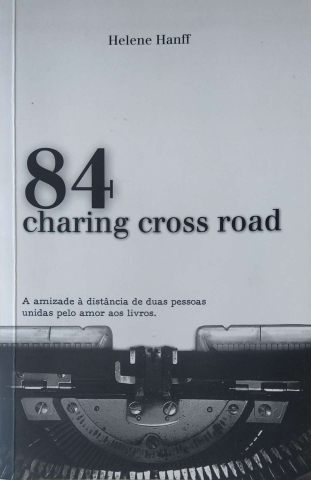 Helene Hanff
84
charing cross road
A amizade à distância de duas pessoas
unidas pelo amor aos livros.